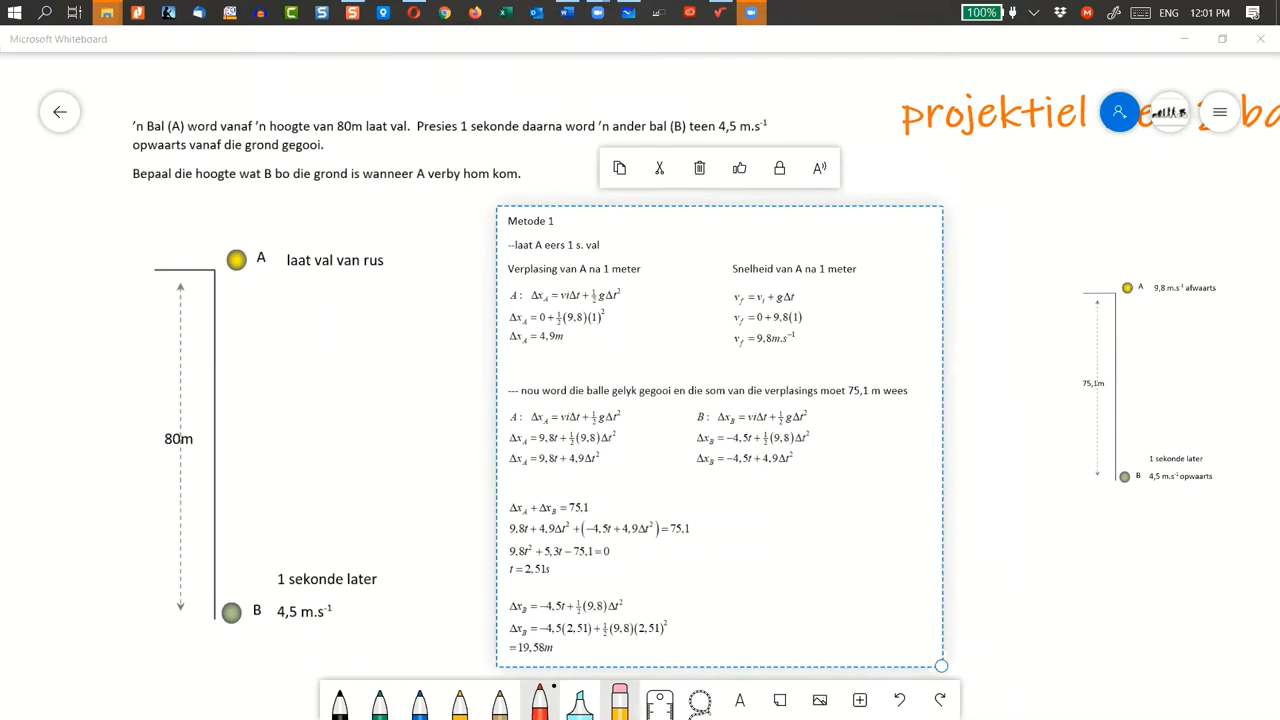 100%
ENG
12:01 PM
Microsoft Whiteboard
projektiel
ba
'n Bal (A) word vanaf 'n hoogte van 80m laat val. Presies 1 sekonde daarna word 'n ander bal (B) teen 4,5 m.s⁻¹
opwaarts vanaf die grond gegooi.
Bepaal die hoogte wat B bo die grond is wanneer A verby hom kom.
A laat val van rus
80m
1 sekonde later
B 4,5 m.s⁻¹
Metode 1
--laat A eers 1 s. val
Verplasing van A na 1 meter
A: Δx_A = viΔt + ½gΔt²
Δx_A = 0 + ½(9,8)(1)²
Δx_A = 4,9m
Snelheid van A na 1 meter
v_f = v_i + gΔt
v_f = 0 + 9,8(1)
v_f = 9,8m.s⁻¹
--- nou word die balle gelyk gegooi en die som van die verplasings moet 75,1 m wees
A: Δx_A = viΔt + ½gΔt²
Δx_A = 9,8t + ½(9,8)Δt²
Δx_A = 9,8t + 4,9Δt²
B: Δx_B = viΔt + ½gΔt²
Δx_B = −4,5t + ½(9,8)Δt²
Δx_B = −4,5t + 4,9Δt²
Δx_A + Δx_B = 75,1
9,8t + 4,9Δt² + (−4,5t + 4,9Δt²) = 75,1
9,8t² + 5,3t − 75,1 = 0
t = 2,51s
Δx_B = −4,5t + ½(9,8)Δt²
Δx_B = −4,5(2,51) + ½(9,8)(2,51)²
= 19,58m
A 9,8 m.s⁻¹ afwaarts
75,1m
1 sekonde later
B 4,5 m.s⁻¹ opwaarts